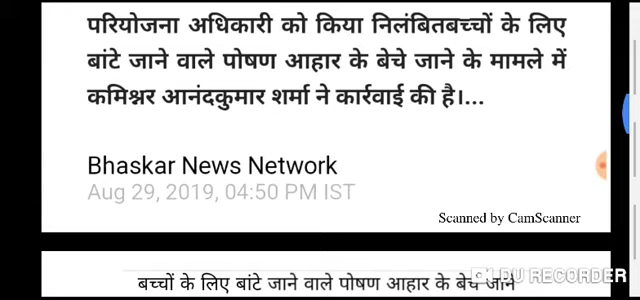 परियोजना अधिकारी को किया निलंबितबच्चों के लिए
बांटे जाने वाले पोषण आहार के बेचे जाने के मामले में
कमिश्नर आनंदकुमार शर्मा ने कार्रवाई की है।...
Bhaskar News Network
Aug 29, 2019, 04:50 PM IST
Scanned by CamScanner
DU RECORDER
बच्चों के लिए बांटे जाने वाले पोषण आहार के बेचे जाने